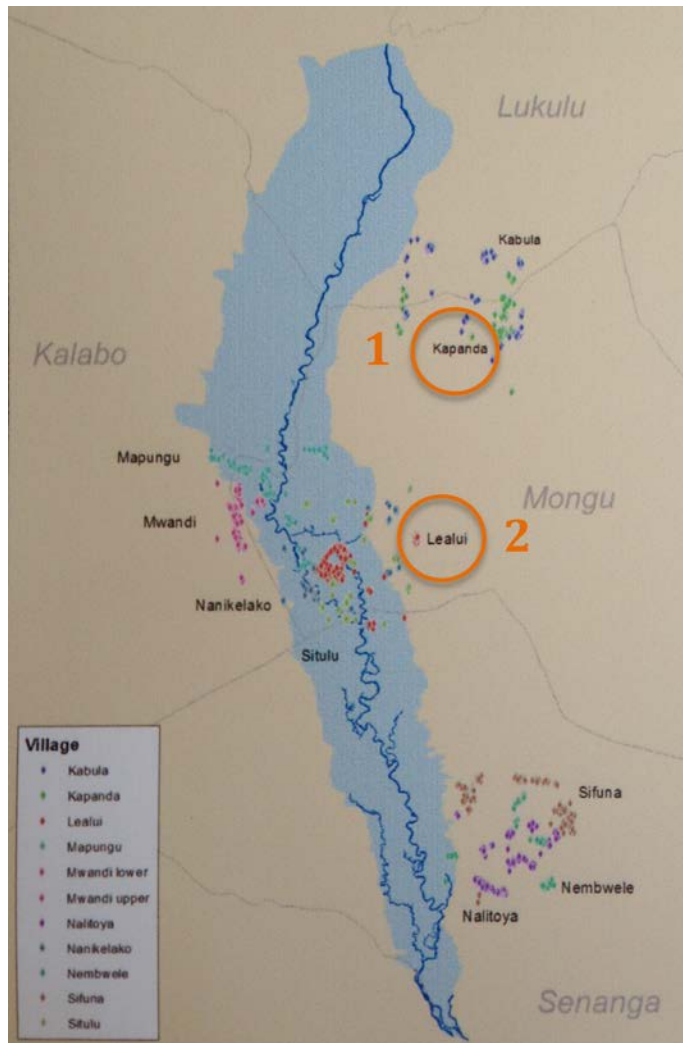 Lukulu
Kabula
1
Kapanda
Kalabo
Mapungu
Mongu
Mwandi
Lealui
2
Nanikelako
Situlu
Village
Kabula
Kapanda
Lealui
Mapungu
Mwandi lower
Mwandi upper
Nalitoya
Nanikelako
Nembwele
Sifuna
Situlu
Sifuna
Nembwele
Nalitoya
Senanga